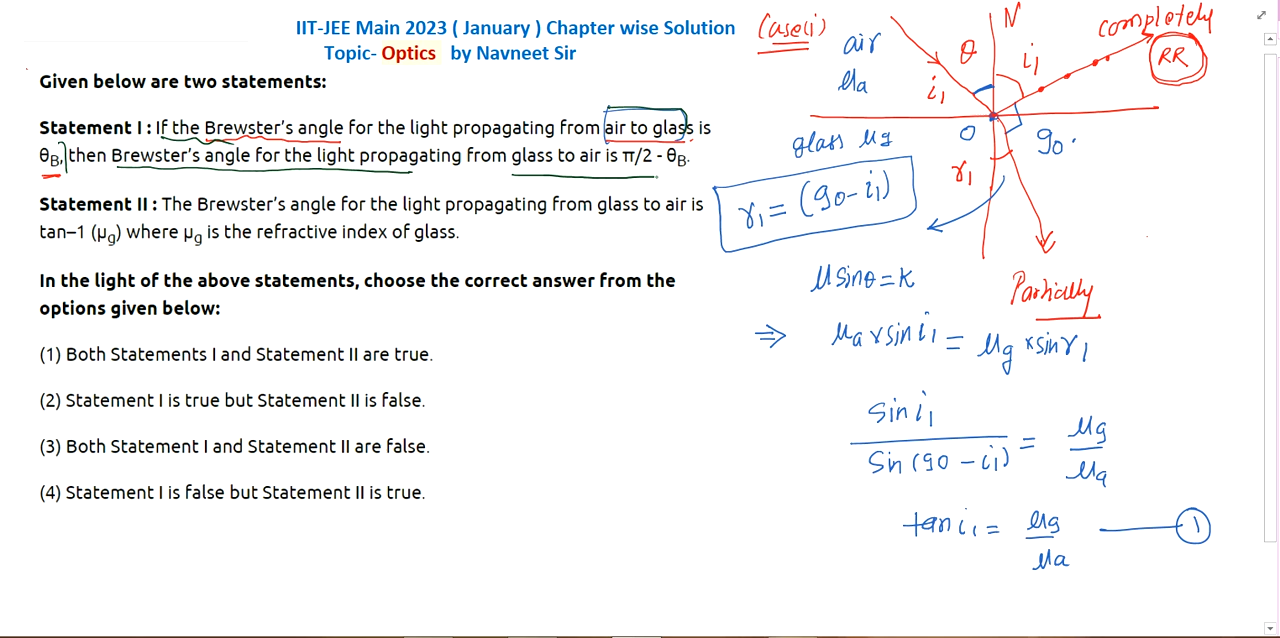 IIT-JEE Main 2023 ( January ) Chapter wise Solution
Topic- Optics by Navneet Sir
Given below are two statements:
Statement I : If the Brewster's angle for the light propagating from air to glass is
θB, then Brewster's angle for the light propagating from glass to air is π/2 - θB.
Statement II : The Brewster's angle for the light propagating from glass to air is
tan–1 (μg) where μg is the refractive index of glass.
In the light of the above statements, choose the correct answer from the
options given below:
(1) Both Statements I and Statement II are true.
(2) Statement I is true but Statement II is false.
(3) Both Statement I and Statement II are false.
(4) Statement I is false but Statement II is true.
(Case(i)
air
μa
θ
N
i1
i1
completely
RR
glass μg
O
90°
r1
r1 = (90 - i1)
μ sinθ = K
Partially
⇒ μa x sin i1 = μg x sin r1
sin i1 / sin (90 - i1) = μg / μa
tan i1 = μg / μa — 1